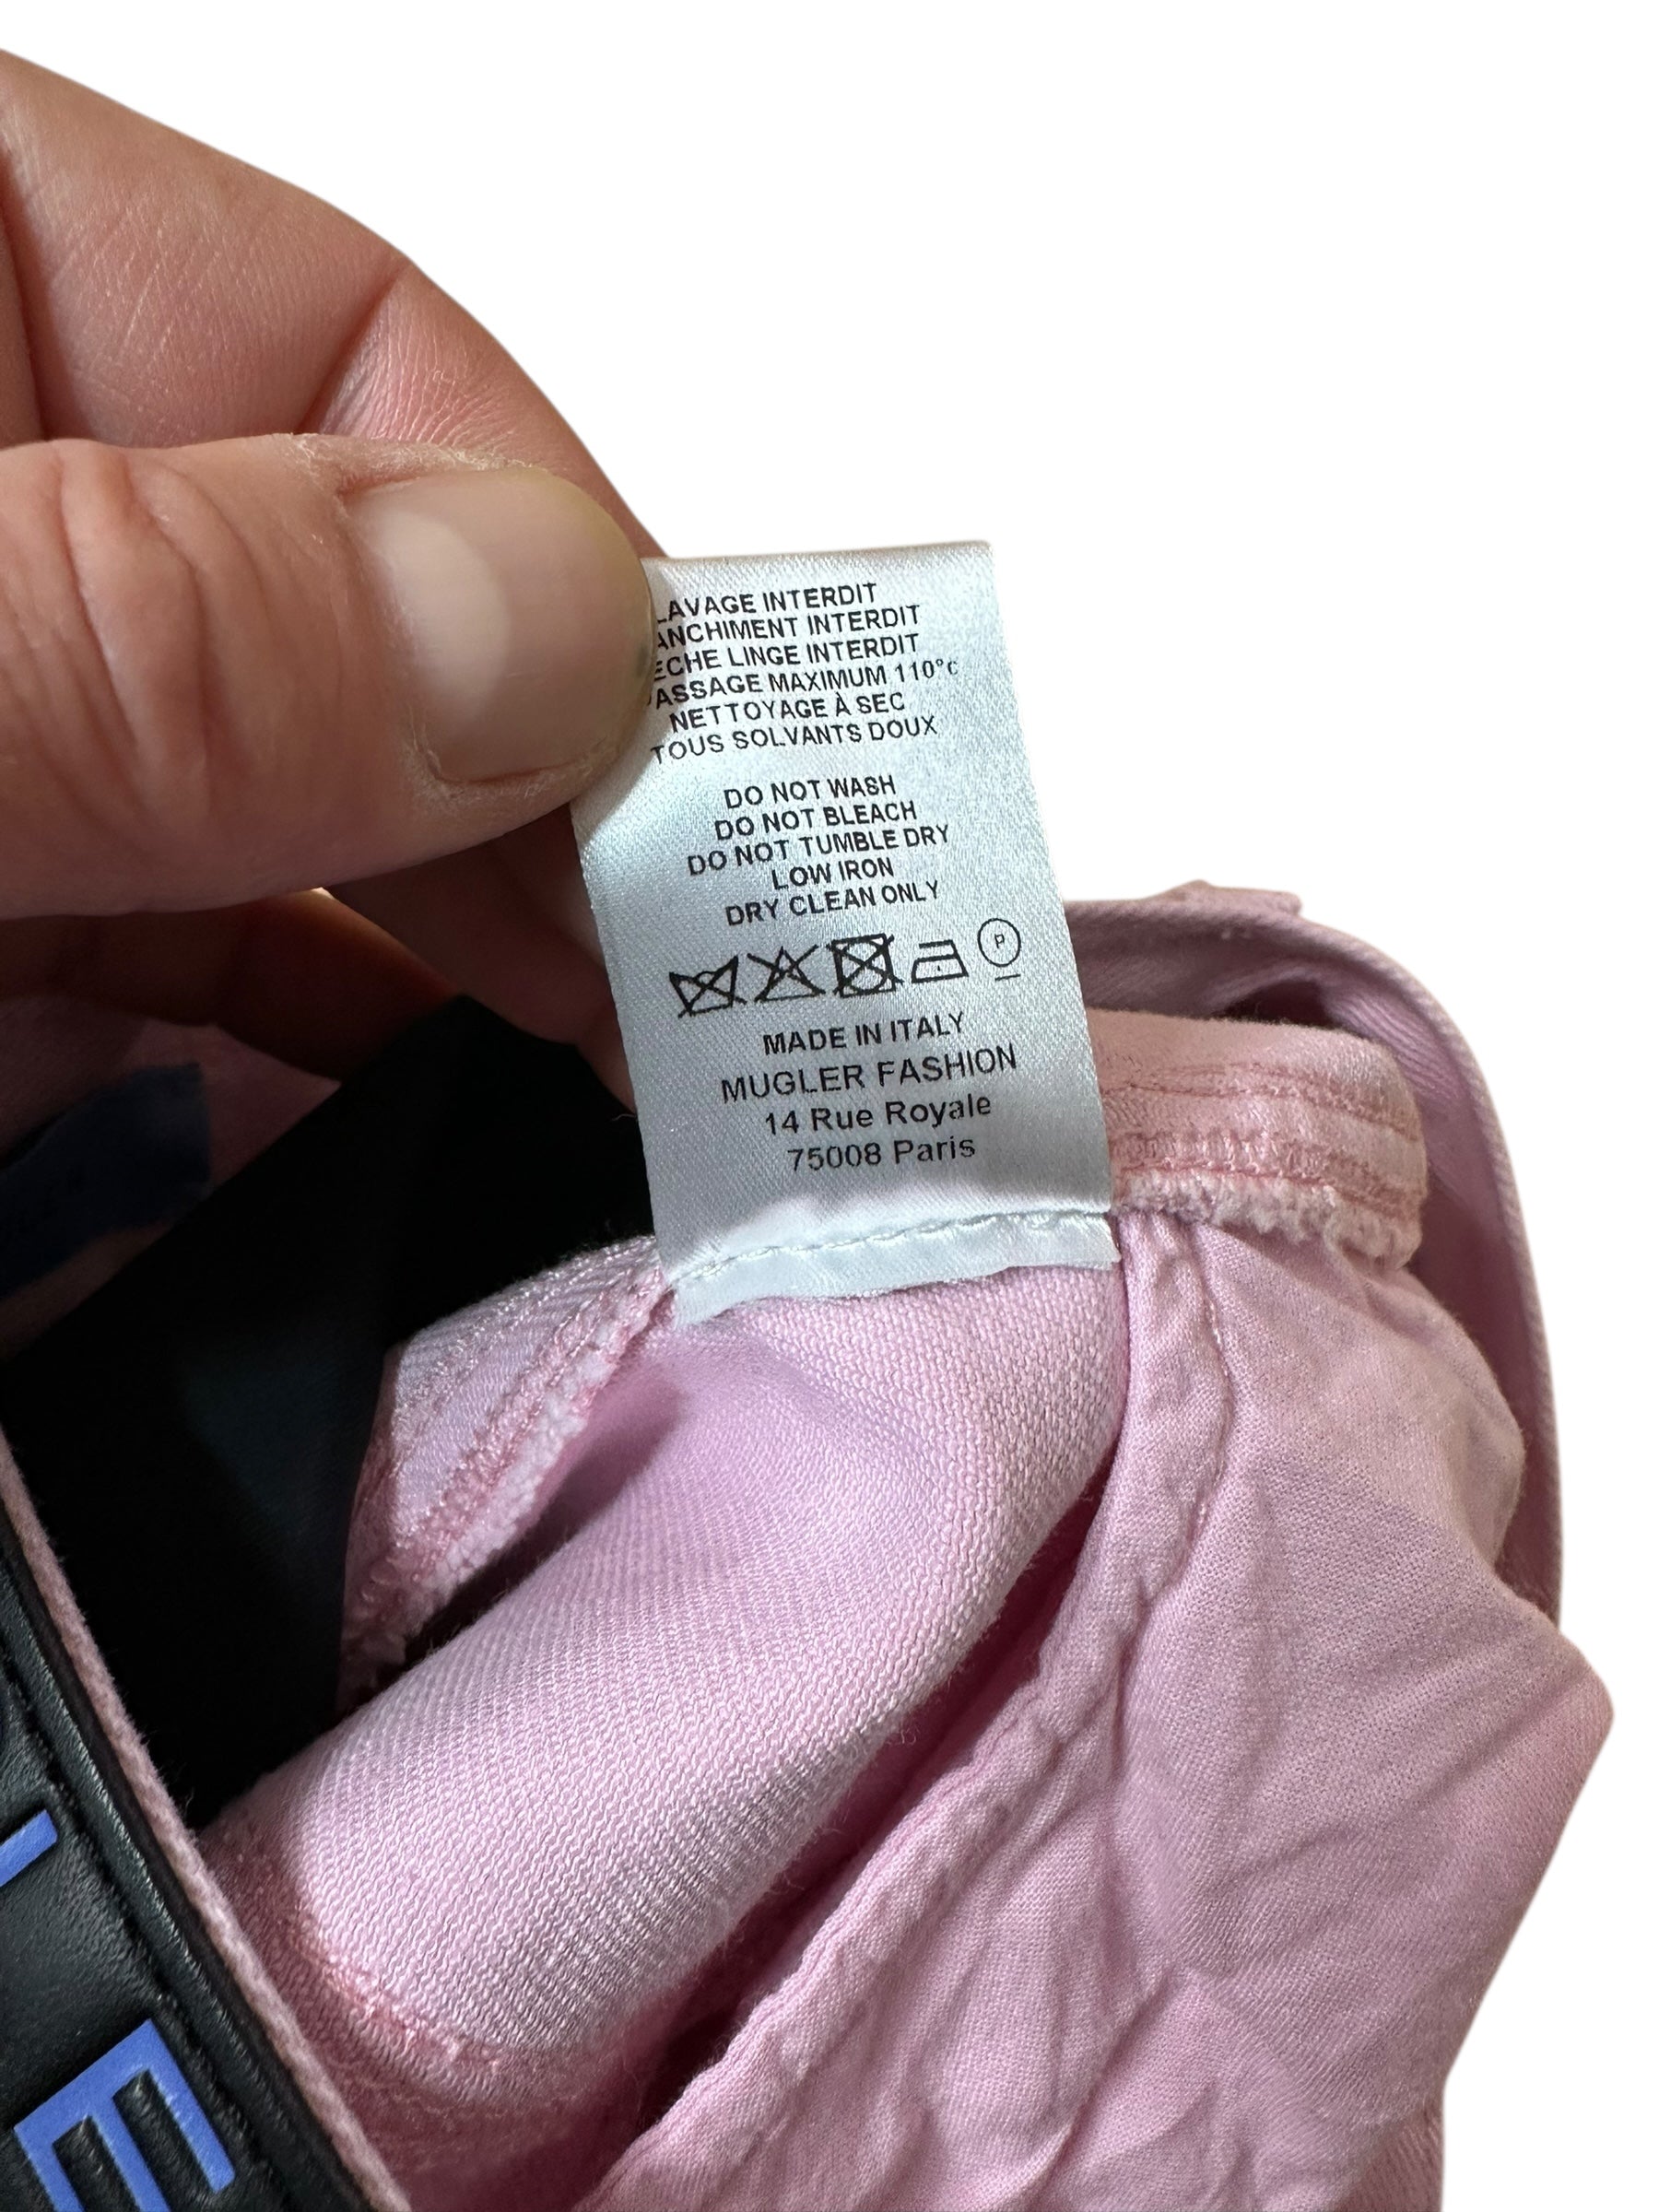 LAVAGE INTERDIT
ANCHIMENT INTERDIT
ÈCHE LINGE INTERDIT
ASSAGE MAXIMUM 110°c
NETTOYAGE À SEC
TOUS SOLVANTS DOUX
DO NOT WASH
DO NOT BLEACH
DO NOT TUMBLE DRY
LOW IRON
DRY CLEAN ONLY
P
MADE IN ITALY
MUGLER FASHION
14 Rue Royale
75008 Paris
E